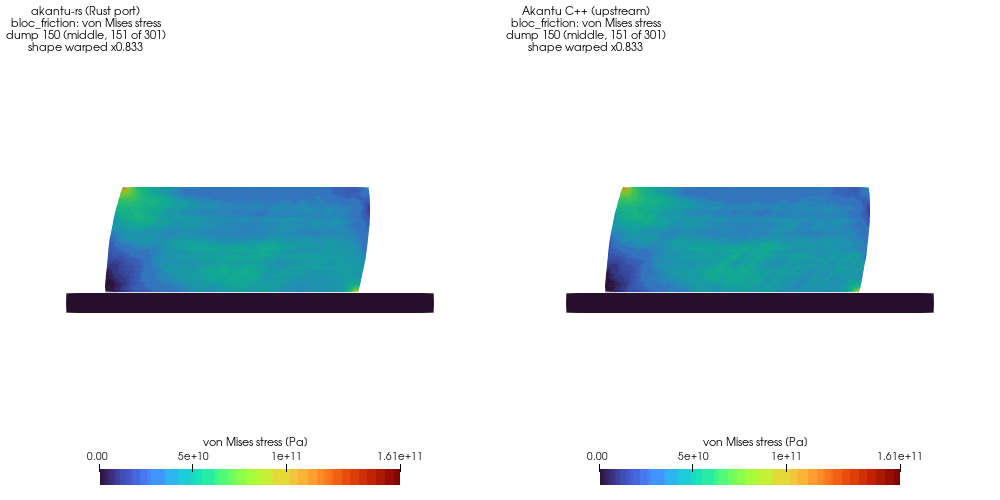 akantu-rs (Rust port)
bloc_friction: von Mises stress
dump 150 (middle, 151 of 301)
shape warped x0.833
Akantu C++ (upstream)
bloc_friction: von Mises stress
dump 150 (middle, 151 of 301)
shape warped x0.833
von Mises stress (Pa)
0.00 5e+10 1e+11 1.61e+11
von Mises stress (Pa)
0.00 5e+10 1e+11 1.61e+11